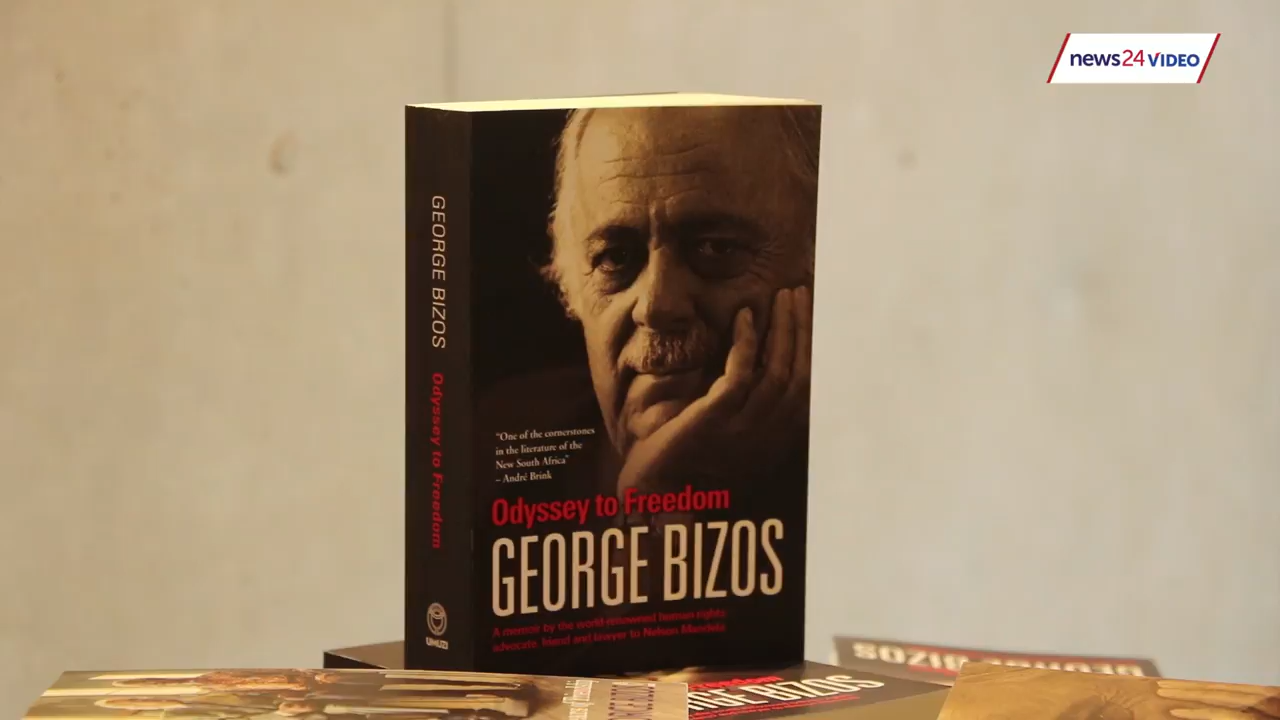 news24 VIDEO
GEORGE BIZOS Odyssey to Freedom
UMUZI
"One of the cornerstones
in the literature of the
New South Africa"
– André Brink
Odyssey to Freedom
GEORGE BIZOS
A memoir by the world-renowned human rights
advocate, friend and lawyer to Nelson Mandela
BIZOS
BIZOS